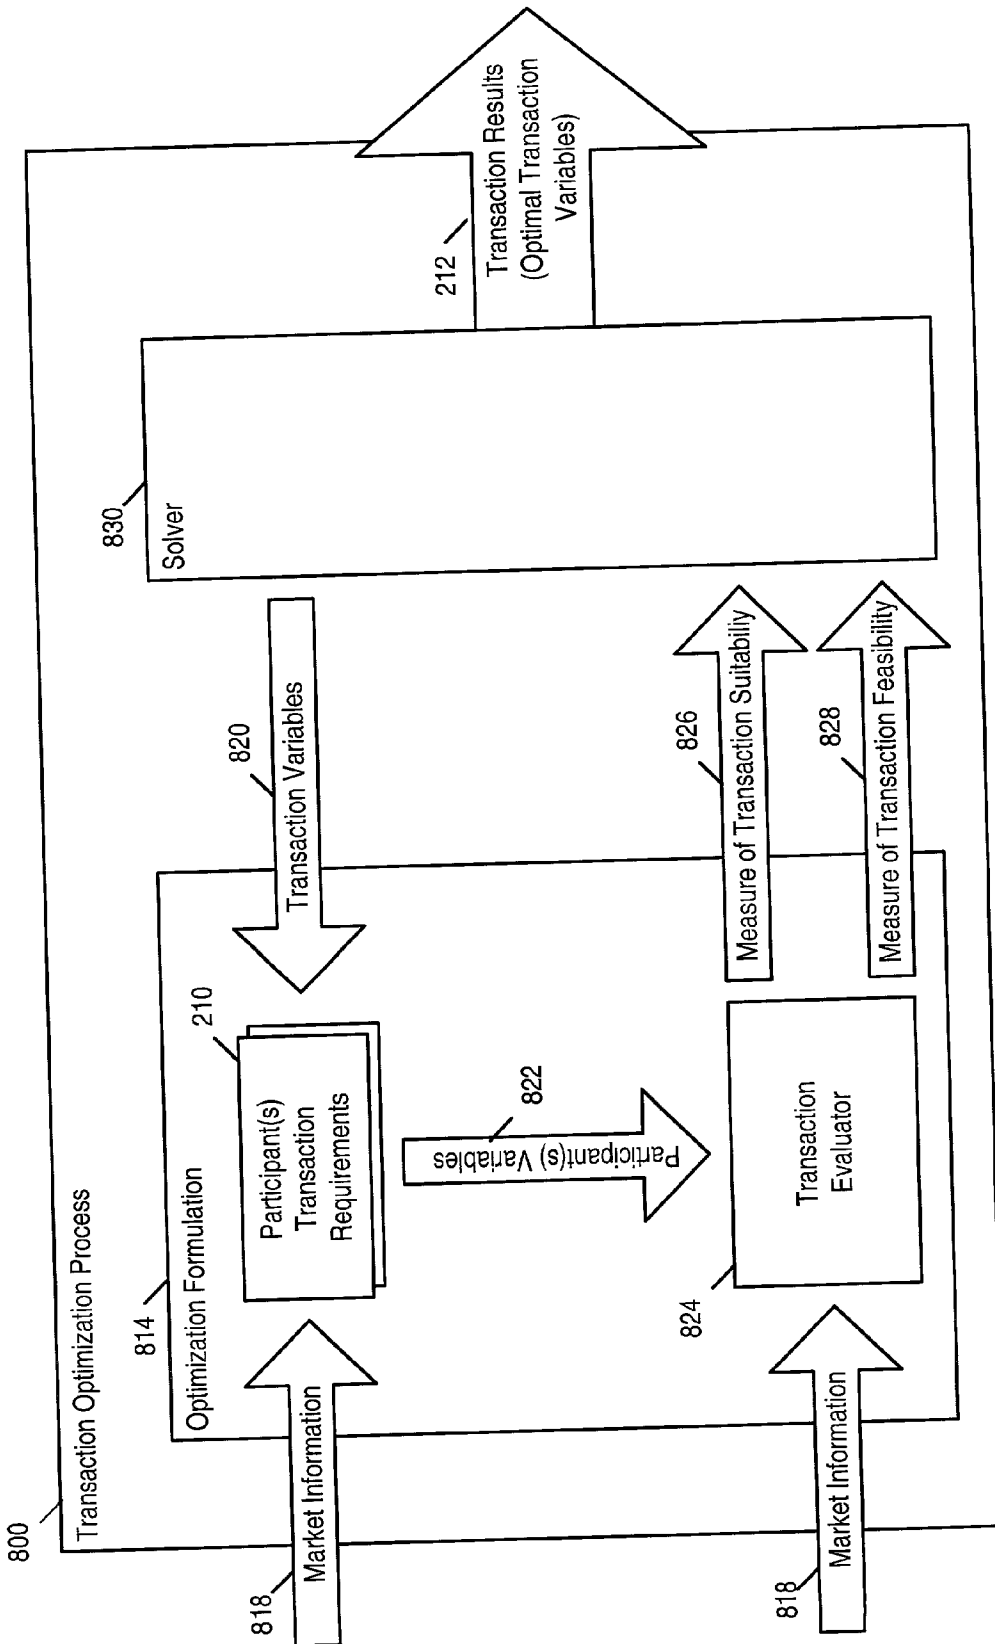 800
Transaction Optimization Process
814
Optimization Formulation
818
Market Information
210
Participant(s)
Transaction
Requirements
820
Transaction Variables
830
Solver
212
Transaction Results
(Optimal Transaction
Variables)
822
Participant(s) Variables
818
Market Information
824
Transaction
Evaluator
826
Measure of Transaction Suitabiliy
828
Measure of Transaction Feasibility